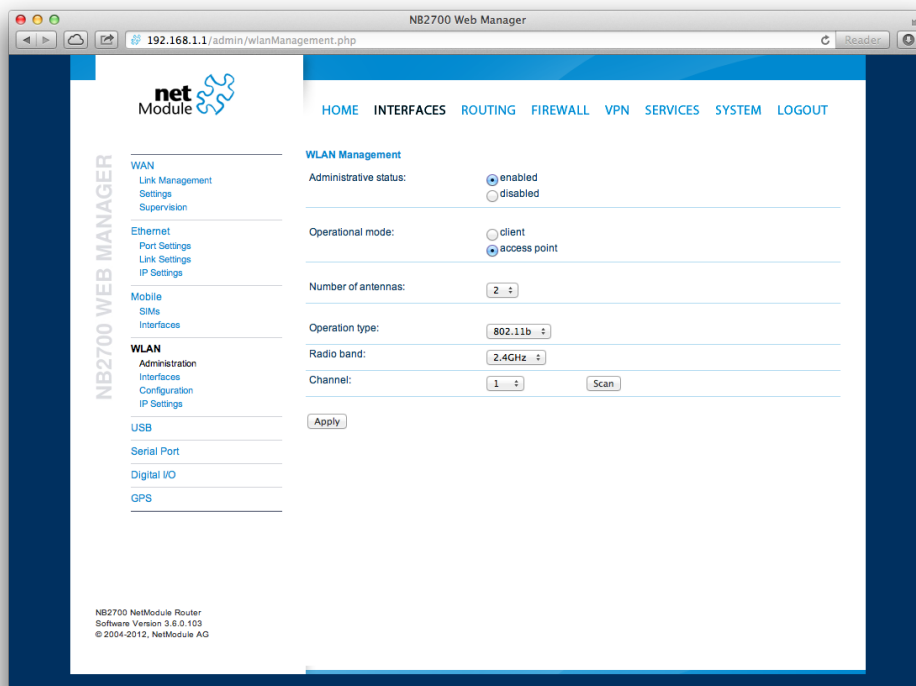 NB2700 Web Manager
192.168.1.1/admin/wlanManagement.php
Reader
net
Module
HOME INTERFACES ROUTING FIREWALL VPN SERVICES SYSTEM LOGOUT
NB2700 WEB MANAGER
WAN
Link Management
Settings
Supervision
Ethernet
Port Settings
Link Settings
IP Settings
Mobile
SIMs
Interfaces
WLAN
Administration
Interfaces
Configuration
IP Settings
USB
Serial Port
Digital I/O
GPS
WLAN Management
Administrative status:
enabled
disabled
Operational mode:
client
access point
Number of antennas:
2
Operation type:
802.11b
Radio band:
2.4GHz
Channel:
1
Scan
Apply
NB2700 NetModule Router
Software Version 3.6.0.103
© 2004-2012, NetModule AG